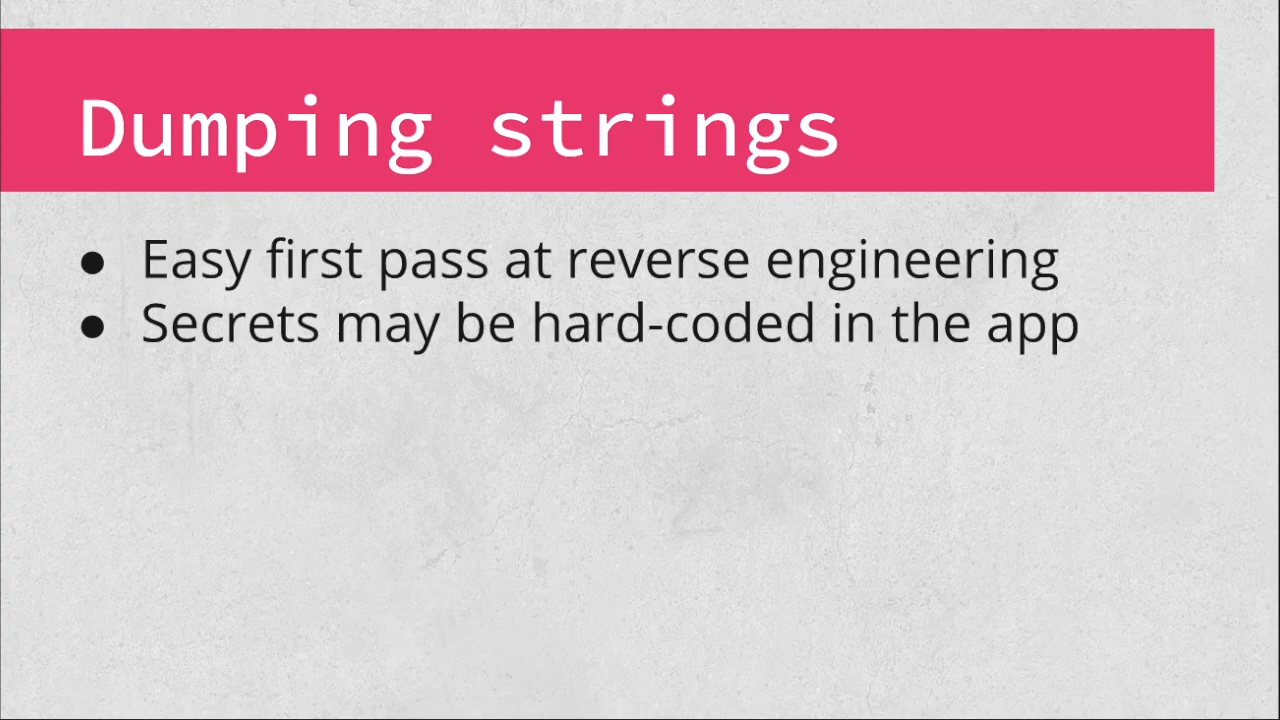 Dumping strings
● Easy first pass at reverse engineering
● Secrets may be hard-coded in the app